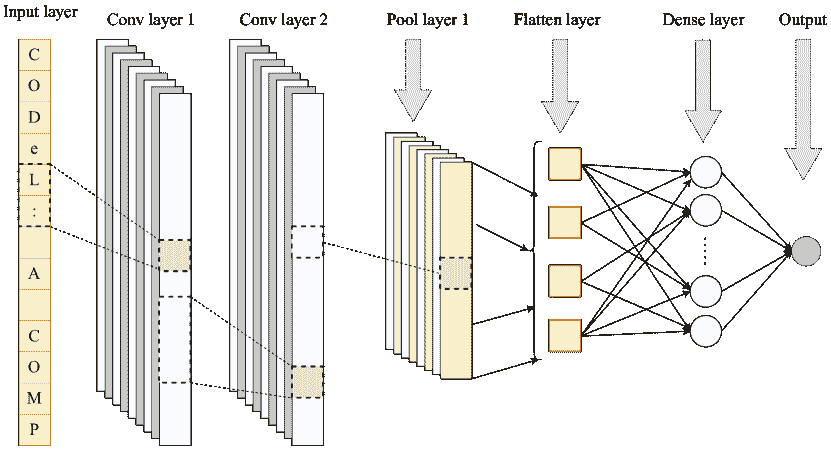 Input layer
Conv layer 1
Conv layer 2
Pool layer 1
Flatten layer
Dense layer
Output
C
O
D
e
L
:
A
C
O
M
P